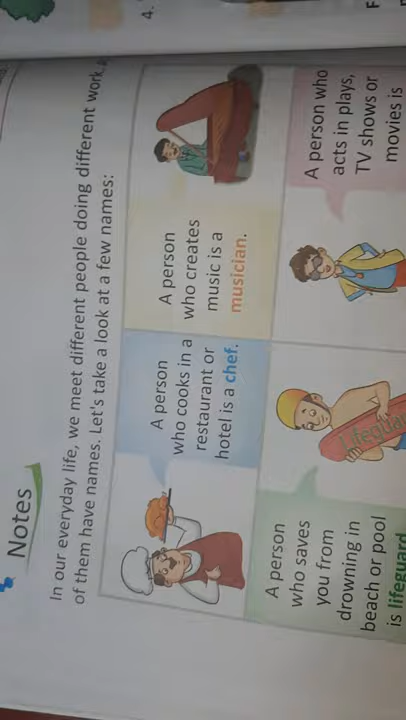 4.
Notes
In our everyday life, we meet different people doing different work.
of them have names. Let's take a look at a few names:
A person
who cooks in a
restaurant or
hotel is a chef.
A person
who creates
music is a
musician.
A person
who saves
you from
drowning in
beach or pool
is lifeguard
A person who
acts in plays,
TV shows or
movies is